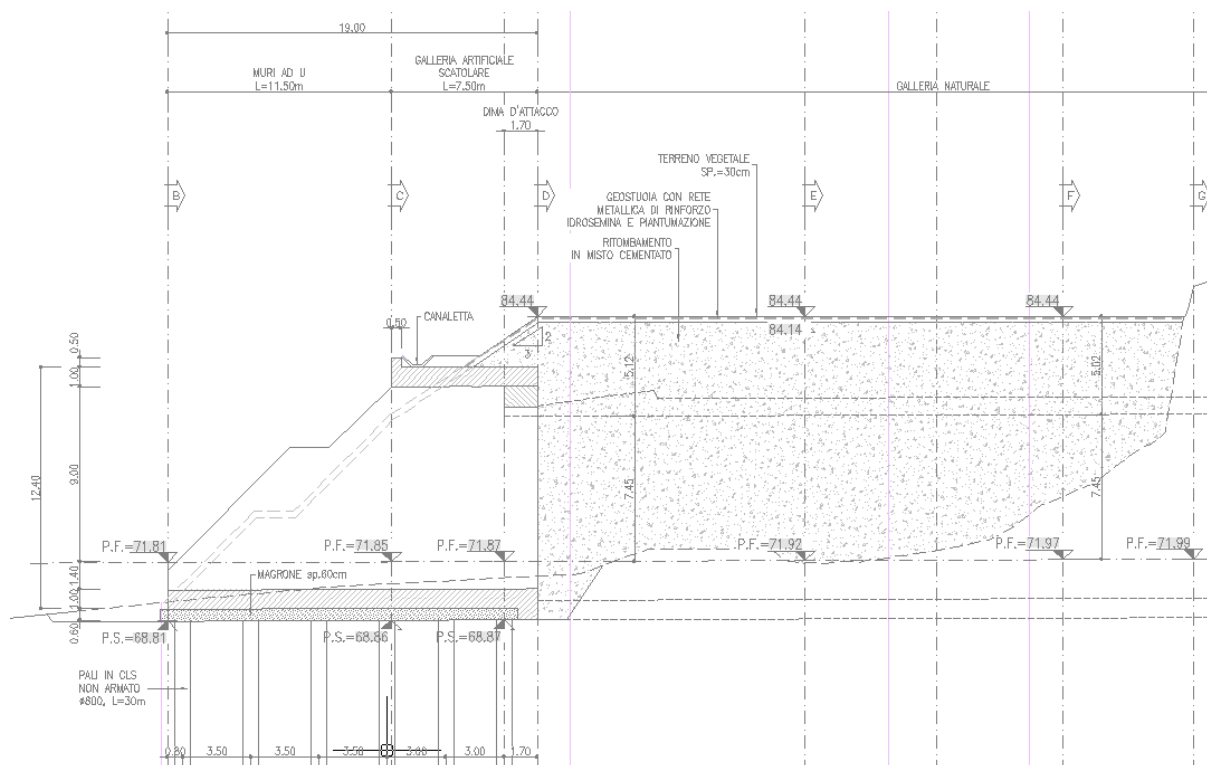 19.00
MURI AD U
L=11.50m
GALLERIA ARTIFICIALE
SCATOLARE
L=7.50m
GALLERIA NATURALE
DIMA D'ATTACCO
1.70
TERRENO VEGETALE
SP.=30cm
B
C
D
E
F
G
GEOSTUOIA CON RETE
METALLICA DI RINFORZO
IDROSEMINA E PIANTUMAZIONE
RITOMBAMENTO
IN MISTO CEMENTATO
84.44
84.44
84.44
0.50
CANALETTA
84.14
2
3
0.50
1.00
5.12
5.02
9.00
12.40
7.45
7.45
P.F.=71.81
P.F.=71.85
P.F.=71.87
P.F.=71.92
P.F.=71.97
P.F.=71.99
1.40
MAGRONE sp.60cm
1.00
0.60
P.S.=68.81
P.S.=68.86
P.S.=68.87
PALI IN CLS
NON ARMATO
ø800, L=30m
3.50
3.50
3.50
3.00
3.00
1.70